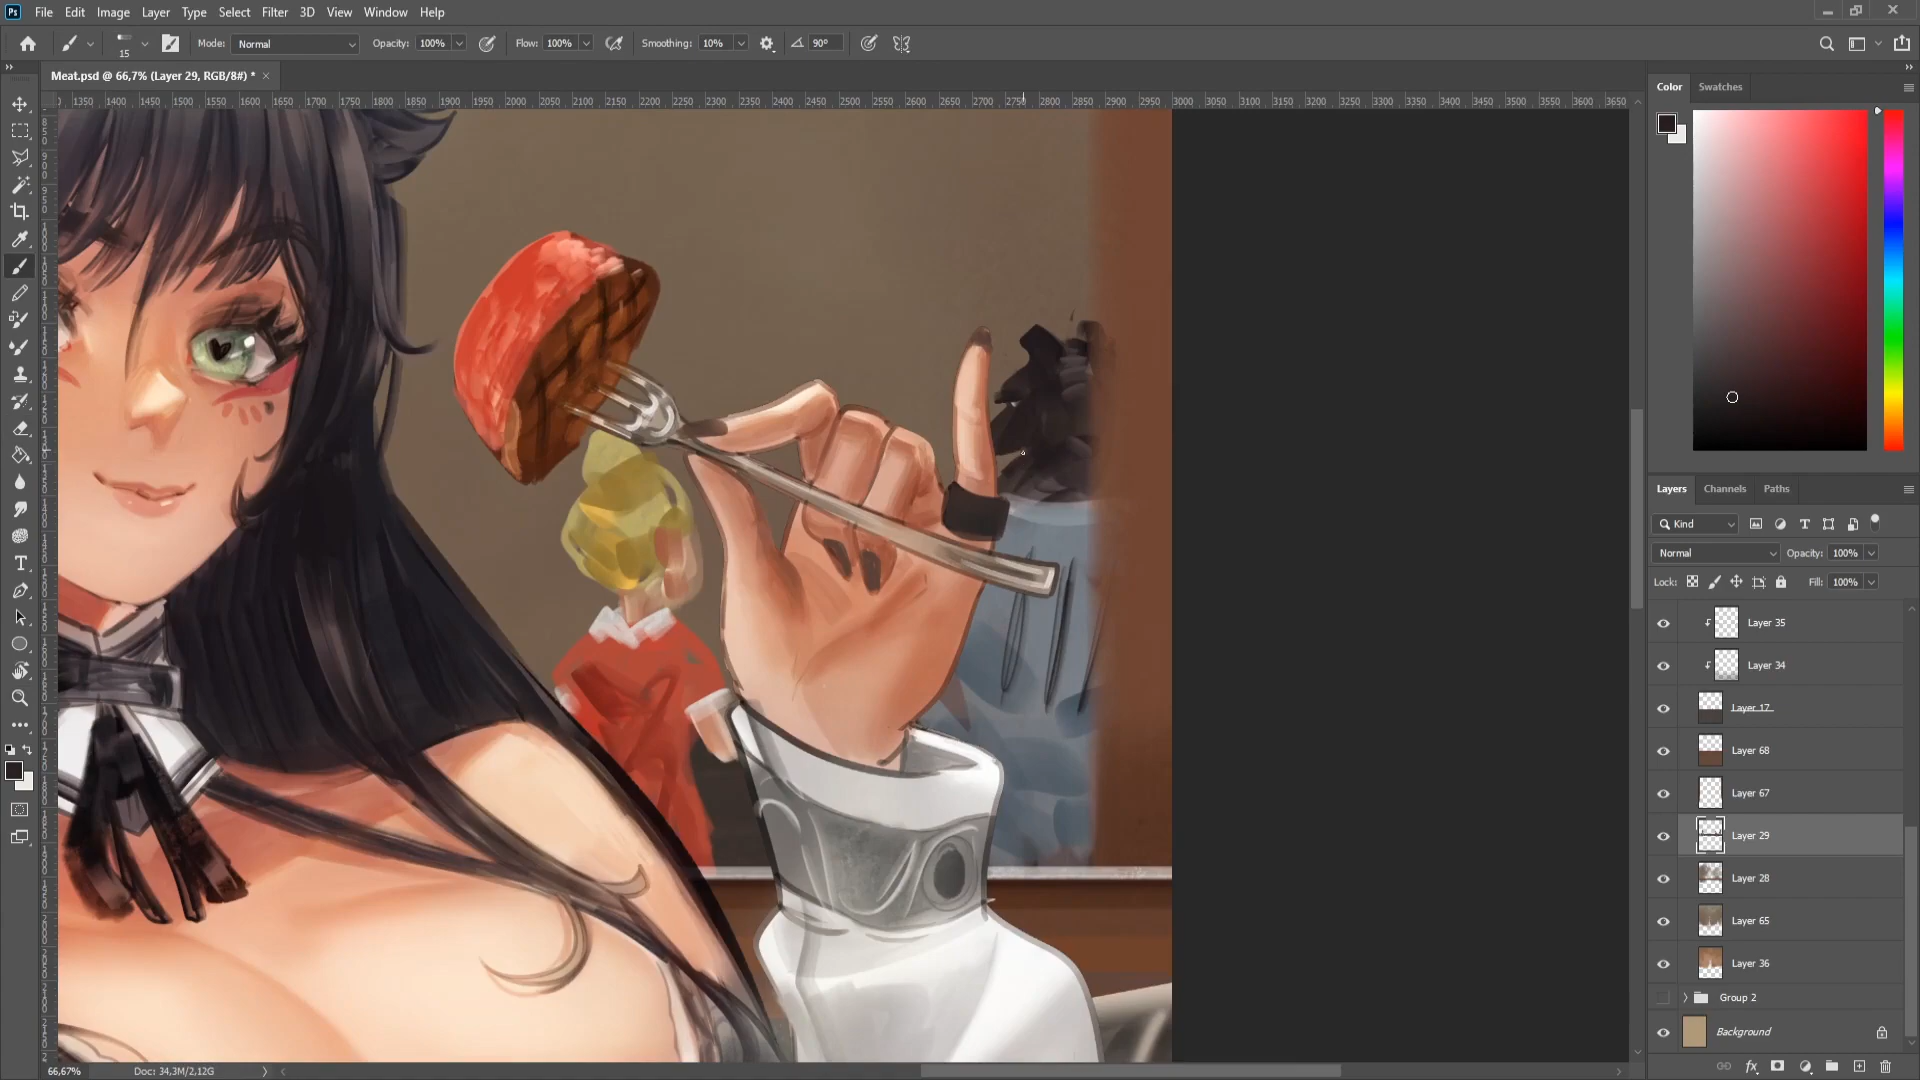 Ps File Edit Image Layer Type Select Filter 3D View Window Help
15 Mode: Normal Opacity: 100% Flow: 100% Smoothing: 10% 90°
Meat.psd @ 66,7% (Layer 29, RGB/8#) * ×
1350 1400 1450 1500 1550 1600 1650 1700 1750 1800 1850 1900 1950 2000 2050 2100 2150 2200 2250 2300 2350 2400 2450 2500 2550 2600 2650 2700 2750 2800 2850 2900 2950 3000 3050 3100 3150 3200 3250 3300 3350 3400 3450 3500 3550 3600 3650
Color Swatches
Layers Channels Paths
Kind
Normal Opacity: 100%
Lock: Fill: 100%
Layer 35
Layer 34
Layer 17
Layer 68
Layer 67
Layer 29
Layer 28
Layer 65
Layer 36
Group 2
Background
66,67% Doc: 34,3M/2,12G